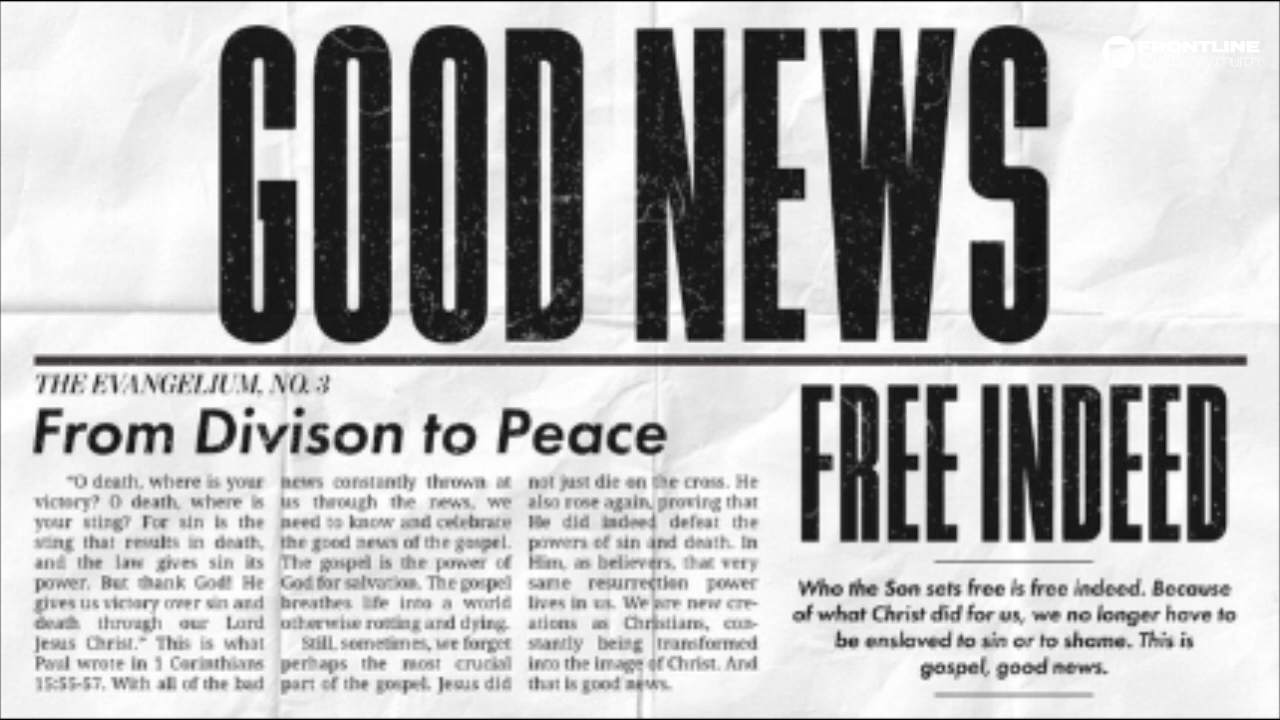 GOOD NEWS
FRONTLINE
church
THE EVANGELIUM, NO. 3
From Divison to Peace
"O death, where is your
victory? O death, where is
your sting? For sin is the
sting that results in death,
and the law gives sin its
power. But thank God! He
gives us victory over sin and
death through our Lord
Jesus Christ." This is what
Paul wrote in 1 Corinthians
15:55-57. With all of the bad
news constantly thrown at
us through the news, we
need to know and celebrate
the good news of the gospel.
The gospel is the power of
God for salvation. The gospel
breathes life into a world
otherwise rotting and dying.
Still, sometimes, we forget
perhaps the most crucial
part of the gospel. Jesus did
not just die on the cross. He
also rose again, proving that
He did indeed defeat the
powers of sin and death. In
Him, as believers, that very
same resurrection power
lives in us. We are new cre-
ations as Christians, con-
stantly being transformed
into the image of Christ. And
that is good news.
FREE INDEED
Who the Son sets free is free indeed. Because
of what Christ did for us, we no longer have to
be enslaved to sin or to shame. This is
gospel, good news.